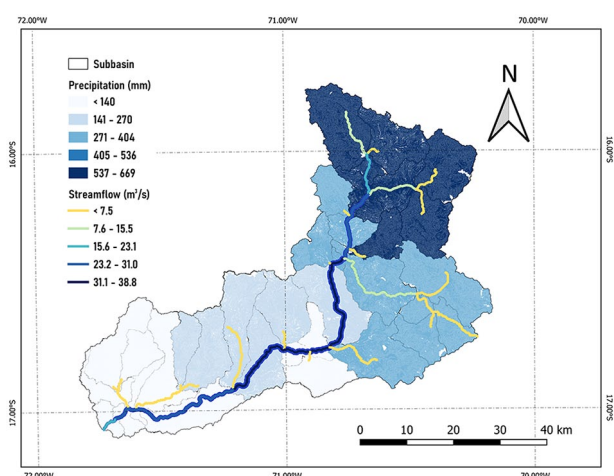 72.00°W 71.00°W 70.00°W
N
Subbasin
Precipitation (mm)
< 140
141 – 270
271 – 404
405 – 536
537 – 669
Streamflow (m³/s)
< 7.5
7.6 – 15.5
15.6 – 23.1
23.2 – 31.0
31.1 – 38.8
16.00°S 16.00°S
17.00°S 17.00°S
0 10 20 30 40 km
72.00°W 71.00°W 70.00°W